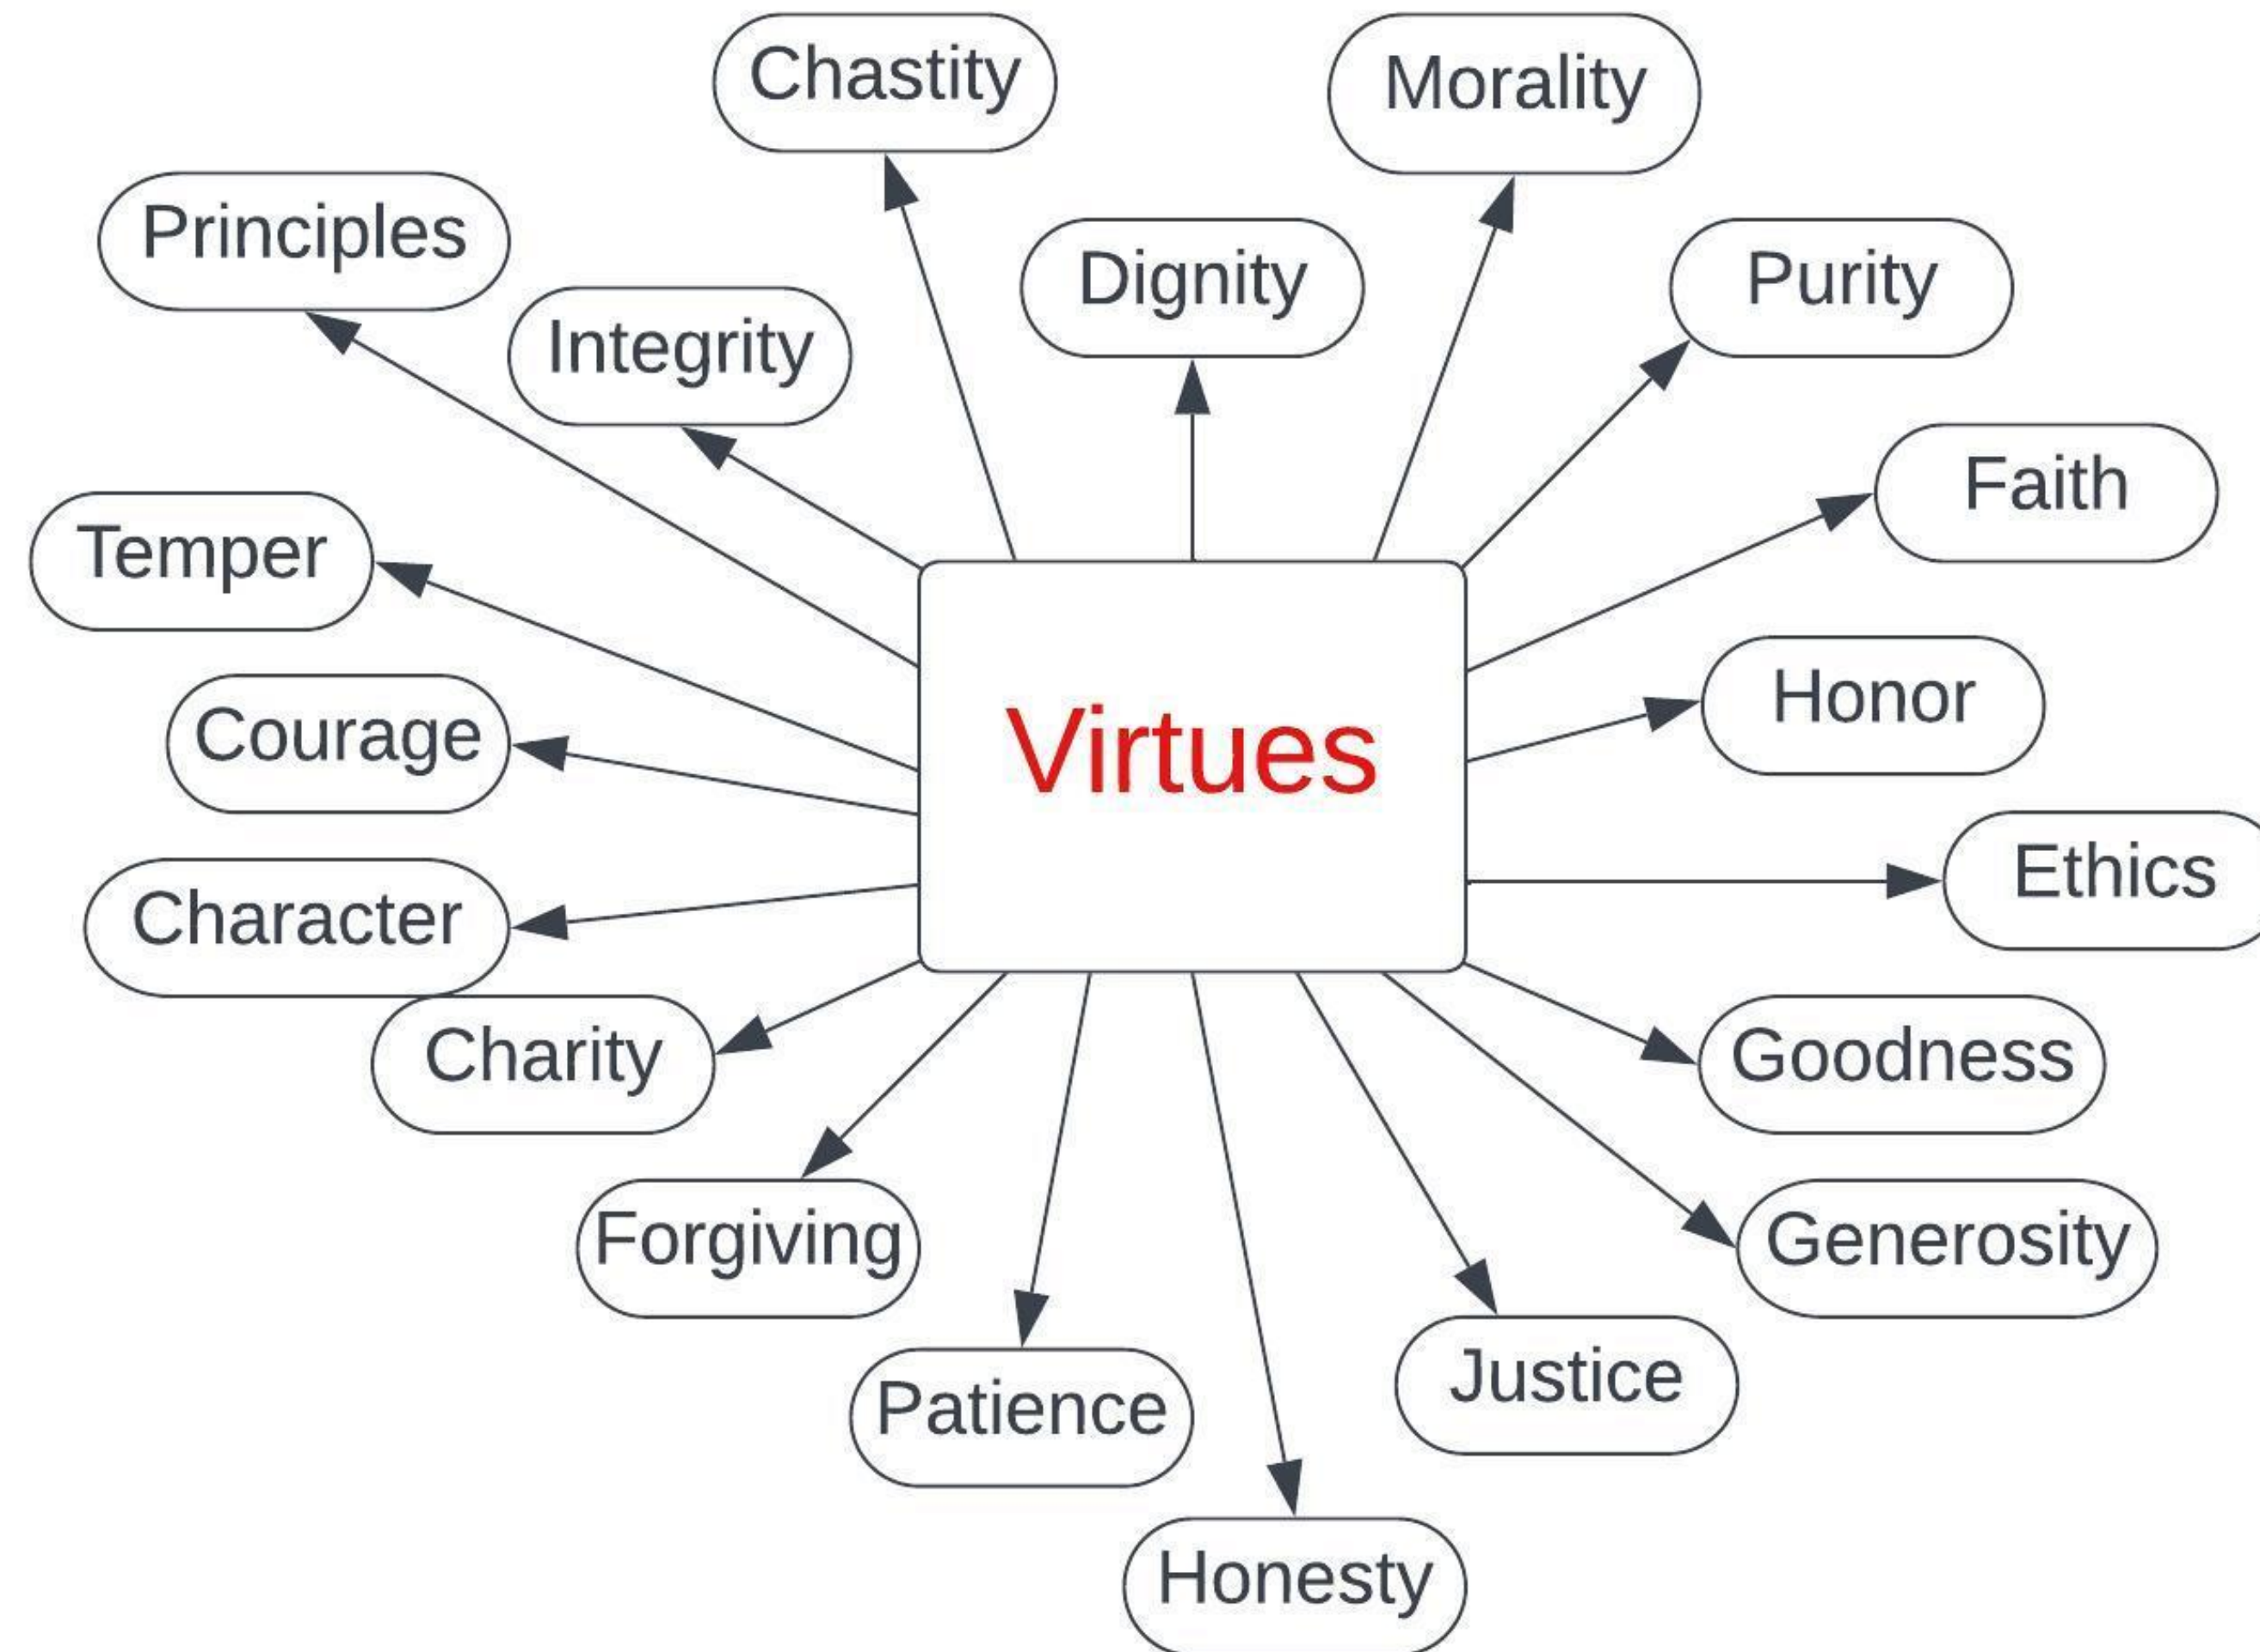 Chastity
Morality
Principles
Dignity
Purity
Integrity
Faith
Temper
Honor
Courage
Virtues
Ethics
Character
Charity
Goodness
Forgiving
Generosity
Patience
Justice
Honesty